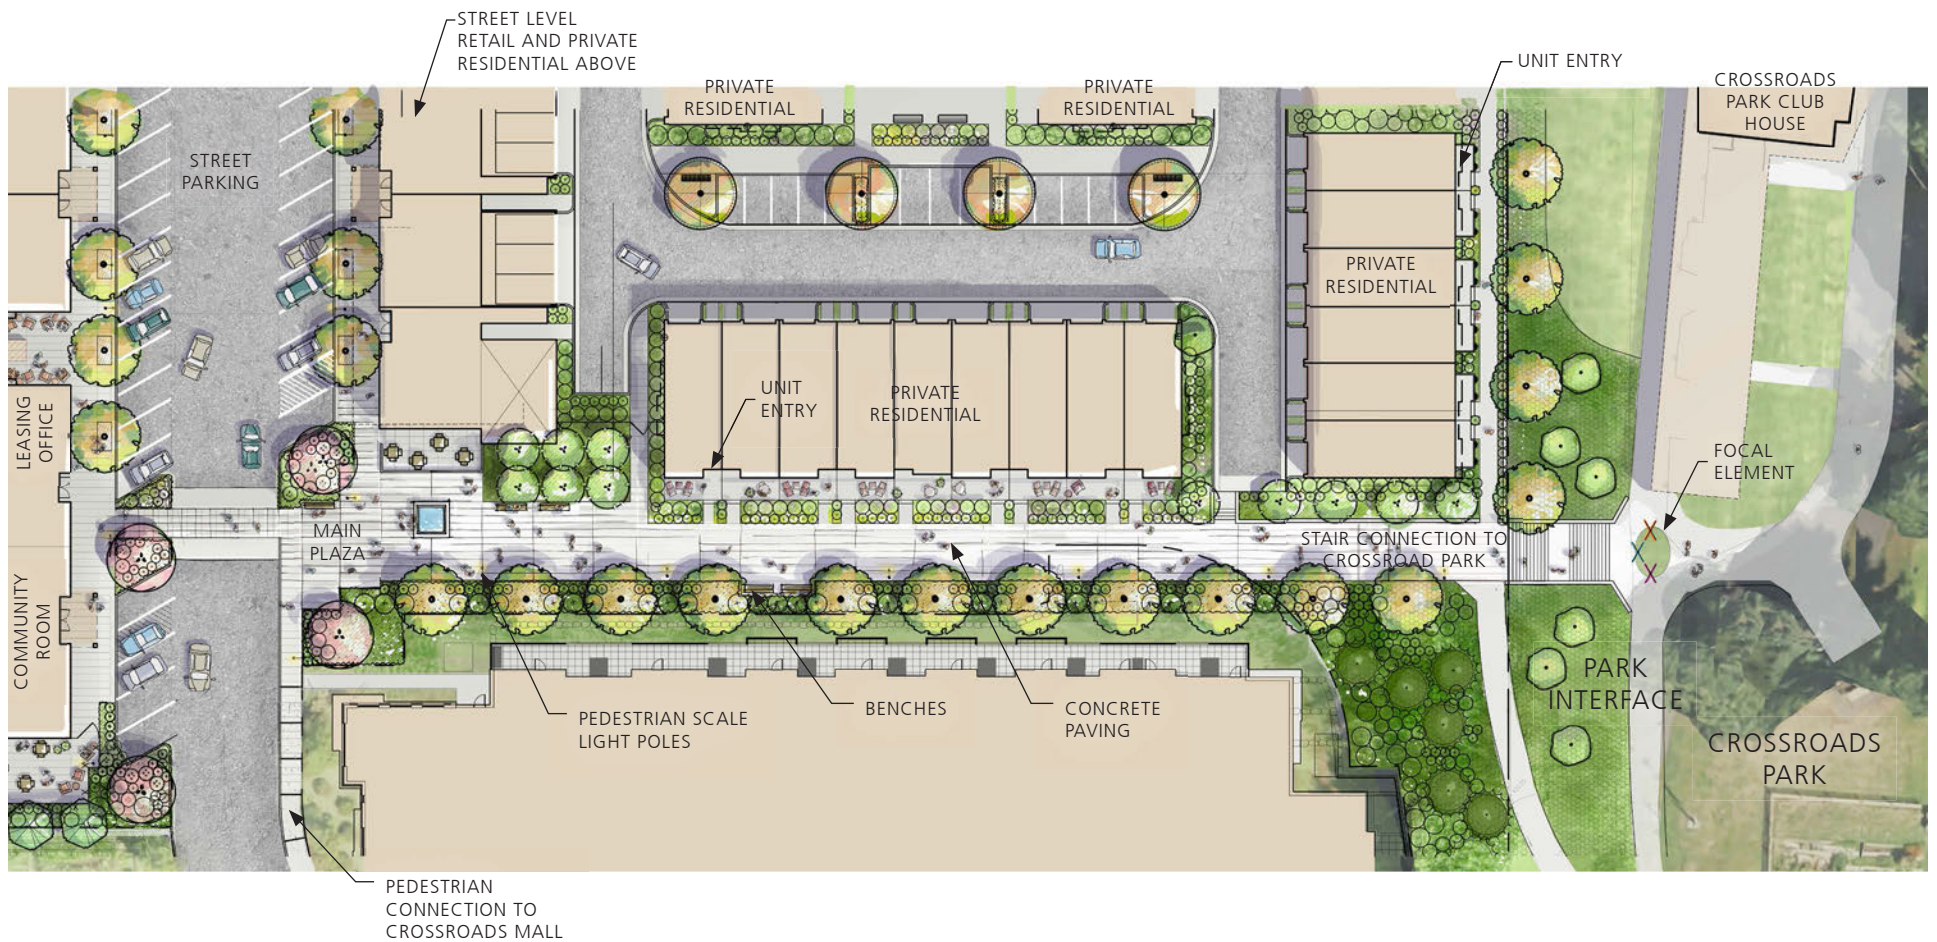 STREET LEVEL
RETAIL AND PRIVATE
RESIDENTIAL ABOVE
UNIT ENTRY
PRIVATE
RESIDENTIAL
PRIVATE
RESIDENTIAL
CROSSROADS
PARK CLUB
HOUSE
STREET
PARKING
PRIVATE
RESIDENTIAL
UNIT
ENTRY
PRIVATE
RESIDENTIAL
LEASING
OFFICE
FOCAL
ELEMENT
MAIN
PLAZA
STAIR CONNECTION TO
CROSSROAD PARK
COMMUNITY
ROOM
PARK
INTERFACE
PEDESTRIAN SCALE
LIGHT POLES
BENCHES
CONCRETE
PAVING
CROSSROADS
PARK
PEDESTRIAN
CONNECTION TO
CROSSROADS MALL